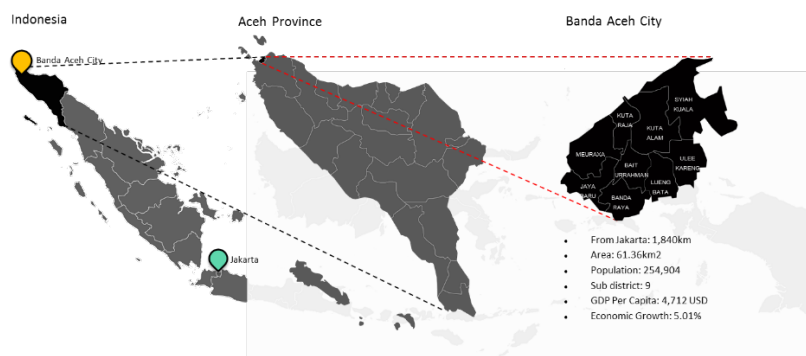 Indonesia
Aceh Province
Banda Aceh City
Banda Aceh City
Jakarta
SYIAH
KUALA
KUTA
RAJA
KUTA
ALAM
MEURAXA
BAIT
URRAHMAN
ULEE
KARENG
JAYA
BARU
LUENG
BATA
BANDA
RAYA
• From Jakarta: 1,840km
• Area: 61.36km2
• Population: 254,904
• Sub district: 9
• GDP Per Capita: 4,712 USD
• Economic Growth: 5.01%